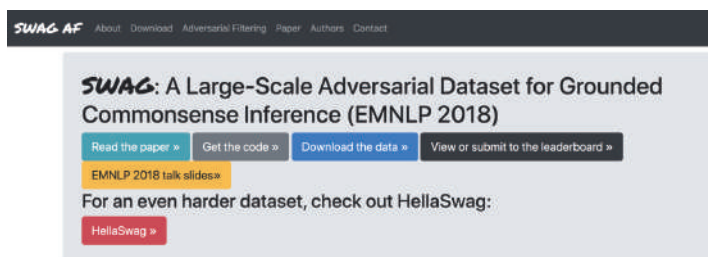 SWAG AF About Download Adversarial Filtering Paper Authors Contact
SWAG: A Large-Scale Adversarial Dataset for Grounded
Commonsense Inference (EMNLP 2018)
Read the paper » Get the code » Download the data » View or submit to the leaderboard »
EMNLP 2018 talk slides»
For an even harder dataset, check out HellaSwag:
HellaSwag »